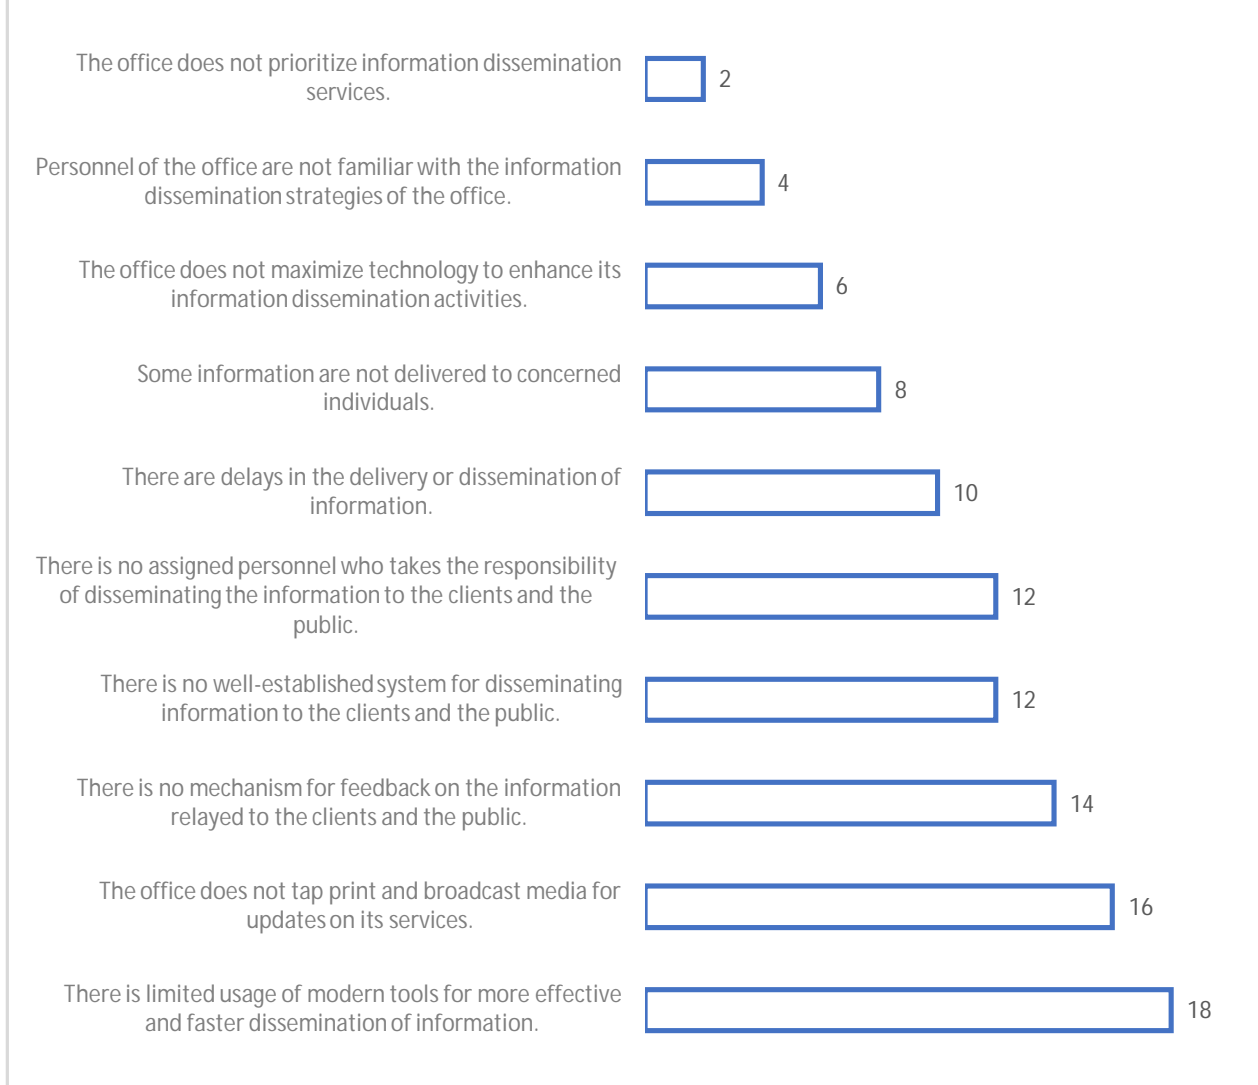 The office does not prioritize information dissemination
services.
2
Personnel of the office are not familiar with the information
dissemination strategies of the office.
4
The office does not maximize technology to enhance its
information dissemination activities.
6
Some information are not delivered to concerned
individuals.
8
There are delays in the delivery or dissemination of
information.
10
There is no assigned personnel who takes the responsibility
of disseminating the information to the clients and the
public.
12
There is no well-established system for disseminating
information to the clients and the public.
12
There is no mechanism for feedback on the information
relayed to the clients and the public.
14
The office does not tap print and broadcast media for
updates on its services.
16
There is limited usage of modern tools for more effective
and faster dissemination of information.
18